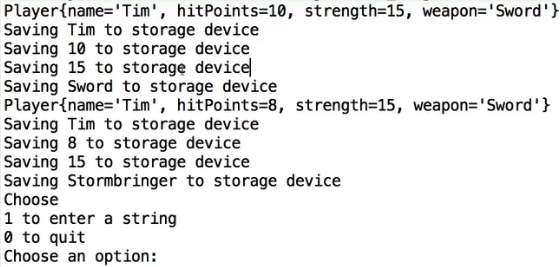 Player{name='Tim', hitPoints=10, strength=15, weapon='Sword'}
Saving Tim to storage device
Saving 10 to storage device
Saving 15 to storage device
Saving Sword to storage device
Player{name='Tim', hitPoints=8, strength=15, weapon='Sword'}
Saving Tim to storage device
Saving 8 to storage device
Saving 15 to storage device
Saving Stormbringer to storage device
Choose
1 to enter a string
0 to quit
Choose an option: